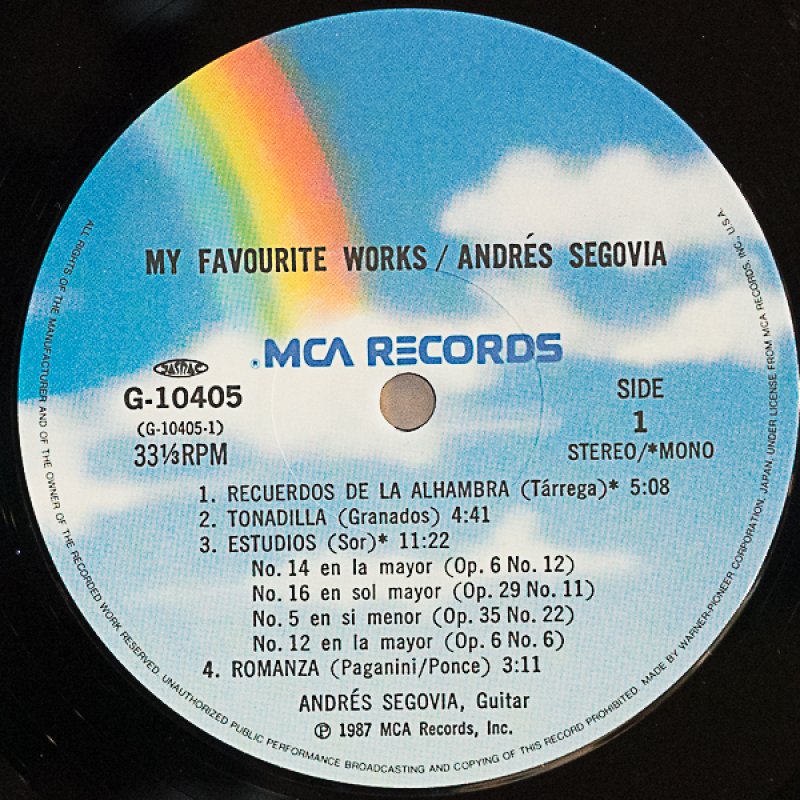 MY FAVOURITE WORKS / ANDRÉS SEGOVIA
MCA RECORDS
JASRAC
G-10405
(G-10405-1)
33⅓RPM
SIDE
1
STEREO/*MONO
1. RECUERDOS DE LA ALHAMBRA (Tárrega)* 5:08
2. TONADILLA (Granados) 4:41
3. ESTUDIOS (Sor)* 11:22
No. 14 en la mayor (Op. 6 No. 12)
No. 16 en sol mayor (Op. 29 No. 11)
No. 5 en si menor (Op. 35 No. 22)
No. 12 en la mayor (Op. 6 No. 6)
4. ROMANZA (Paganini/Ponce) 3:11
ANDRÉS SEGOVIA, Guitar
Ⓟ 1987 MCA Records, Inc.
ALL RIGHTS OF THE MANUFACTURER AND OF THE OWNER OF THE RECORDED WORK RESERVED. UNAUTHORIZED PUBLIC PERFORMANCE BROADCASTING AND COPYING OF THIS RECORD PROHIBITED. MADE BY WARNER-PIONEER CORPORATION, JAPAN, UNDER LICENSE FROM MCA RECORDS, INC., U.S.A.